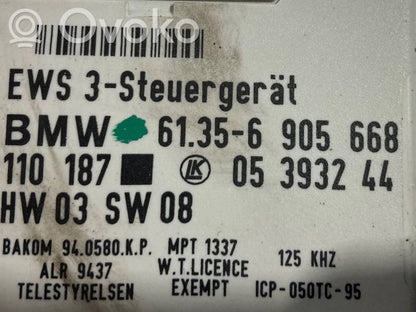 Ovoko
EWS 3-Steuergerät
BMW 61.35-6 905 668
110 187 LK 05 3932 44
HW 03 SW 08
BAKOM 94.0580.K.P. MPT 1337
ALR 9437 W.T.LICENCE 125 KHZ
TELESTYRELSEN EXEMPT ICP-050TC-95